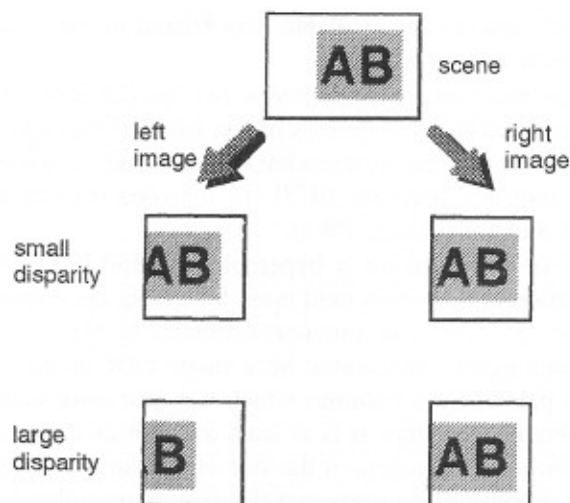 AB
scene
left
image
right
image
small
disparity
AB
AB
large
disparity
B
AB